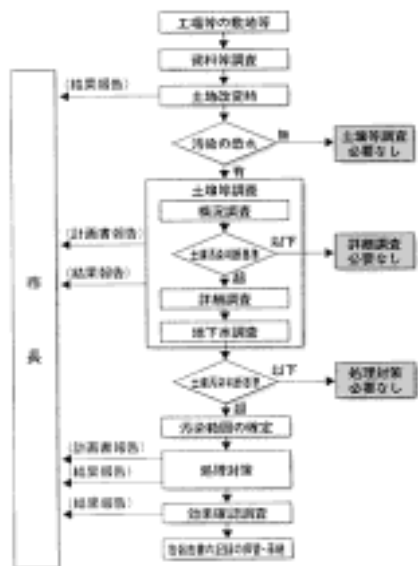 工場等の敷地等
資料等調査
(結果報告)
土地改変時
汚染の恐れ
無
土壌等調査
必要なし
有
土壌等調査
概況調査
(計画書報告)
以下
詳細調査
必要なし
(結果報告)
超
詳細調査
地下水調査
市
長
以下
処理対策
必要なし
超
汚染範囲の確定
(計画書報告)
処理対策
(結果報告)
(結果報告)
効果確認調査